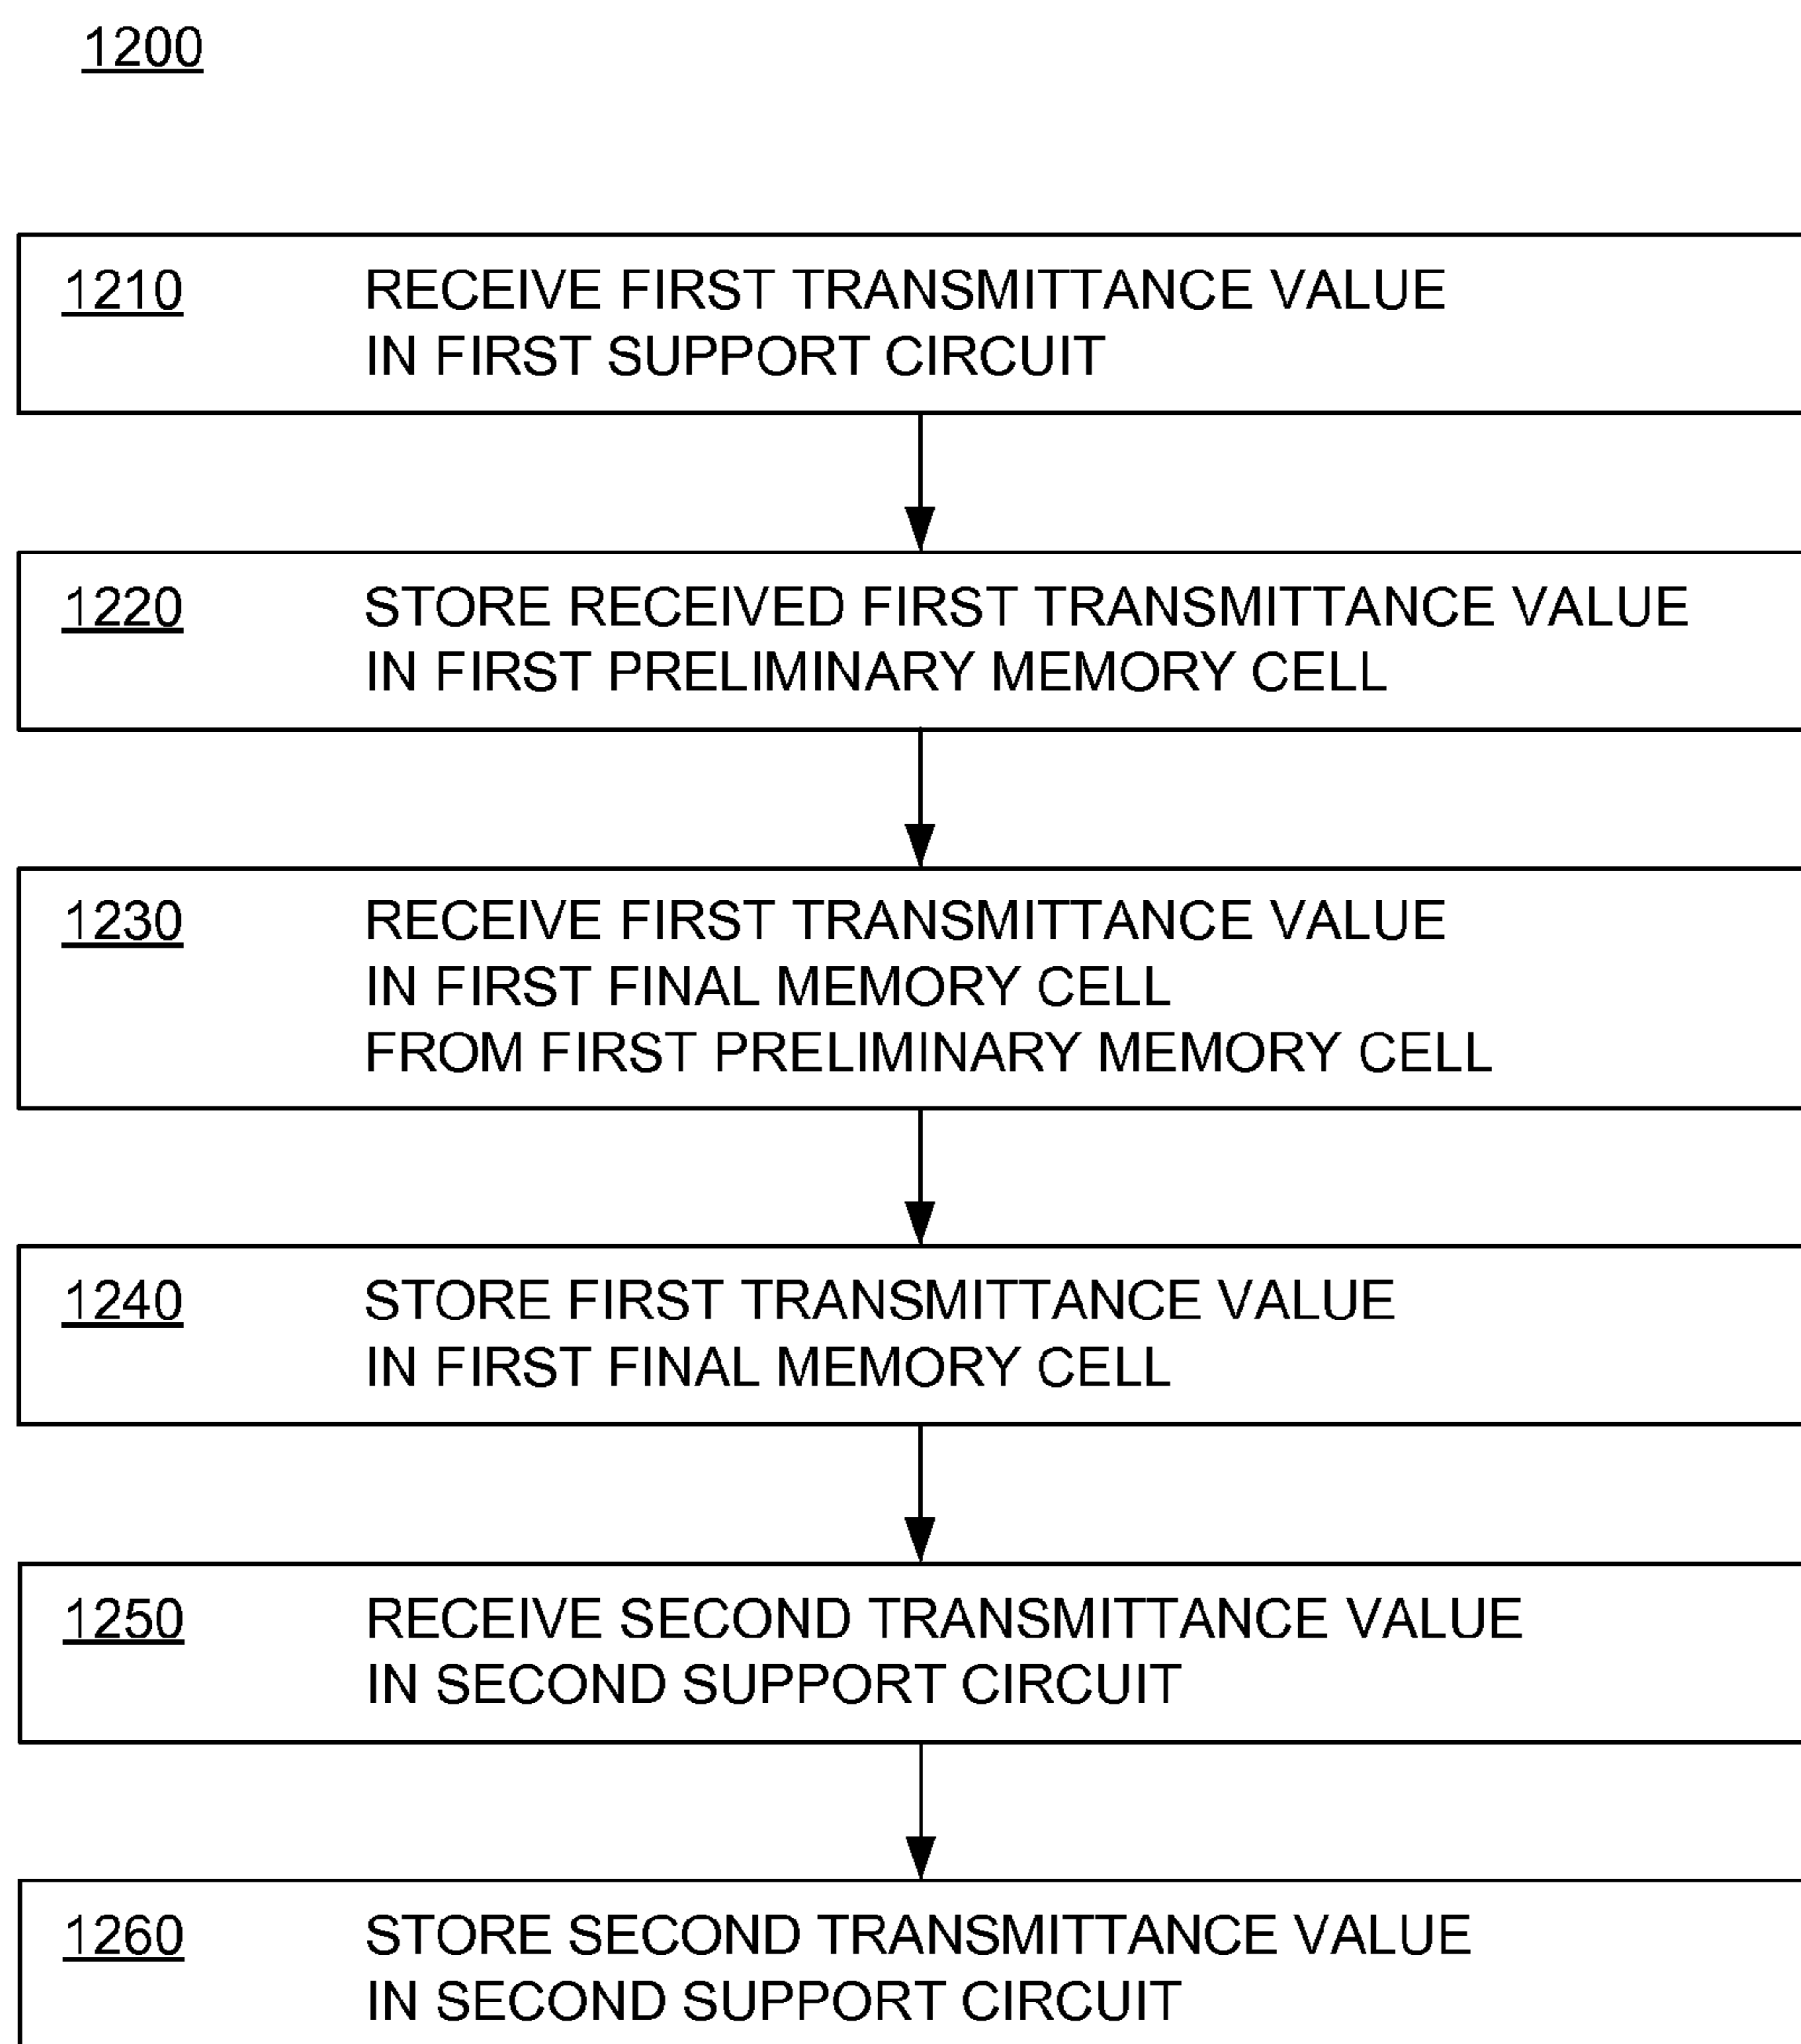 1200
1210 RECEIVE FIRST TRANSMITTANCE VALUE
IN FIRST SUPPORT CIRCUIT
1220 STORE RECEIVED FIRST TRANSMITTANCE VALUE
IN FIRST PRELIMINARY MEMORY CELL
1230 RECEIVE FIRST TRANSMITTANCE VALUE
IN FIRST FINAL MEMORY CELL
FROM FIRST PRELIMINARY MEMORY CELL
1240 STORE FIRST TRANSMITTANCE VALUE
IN FIRST FINAL MEMORY CELL
1250 RECEIVE SECOND TRANSMITTANCE VALUE
IN SECOND SUPPORT CIRCUIT
1260 STORE SECOND TRANSMITTANCE VALUE
IN SECOND SUPPORT CIRCUIT